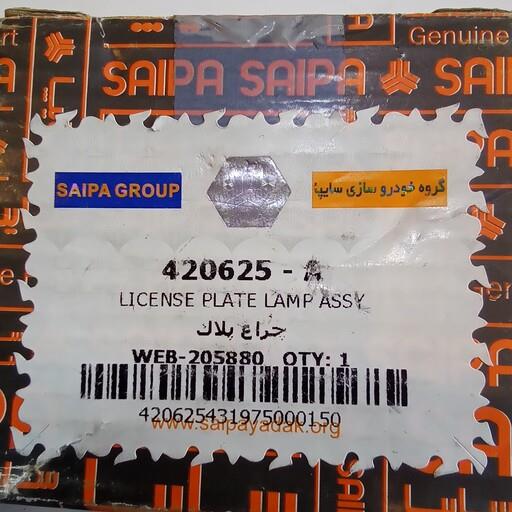 Genuine
SAIPA SAIPA
SAIPA GROUP
گروه خودرو سازی سایپا
420625 - A
LICENSE PLATE LAMP ASSY
چراغ پلاک
WEB-205880 QTY: 1
420625431975000150
www.saipayadak.org